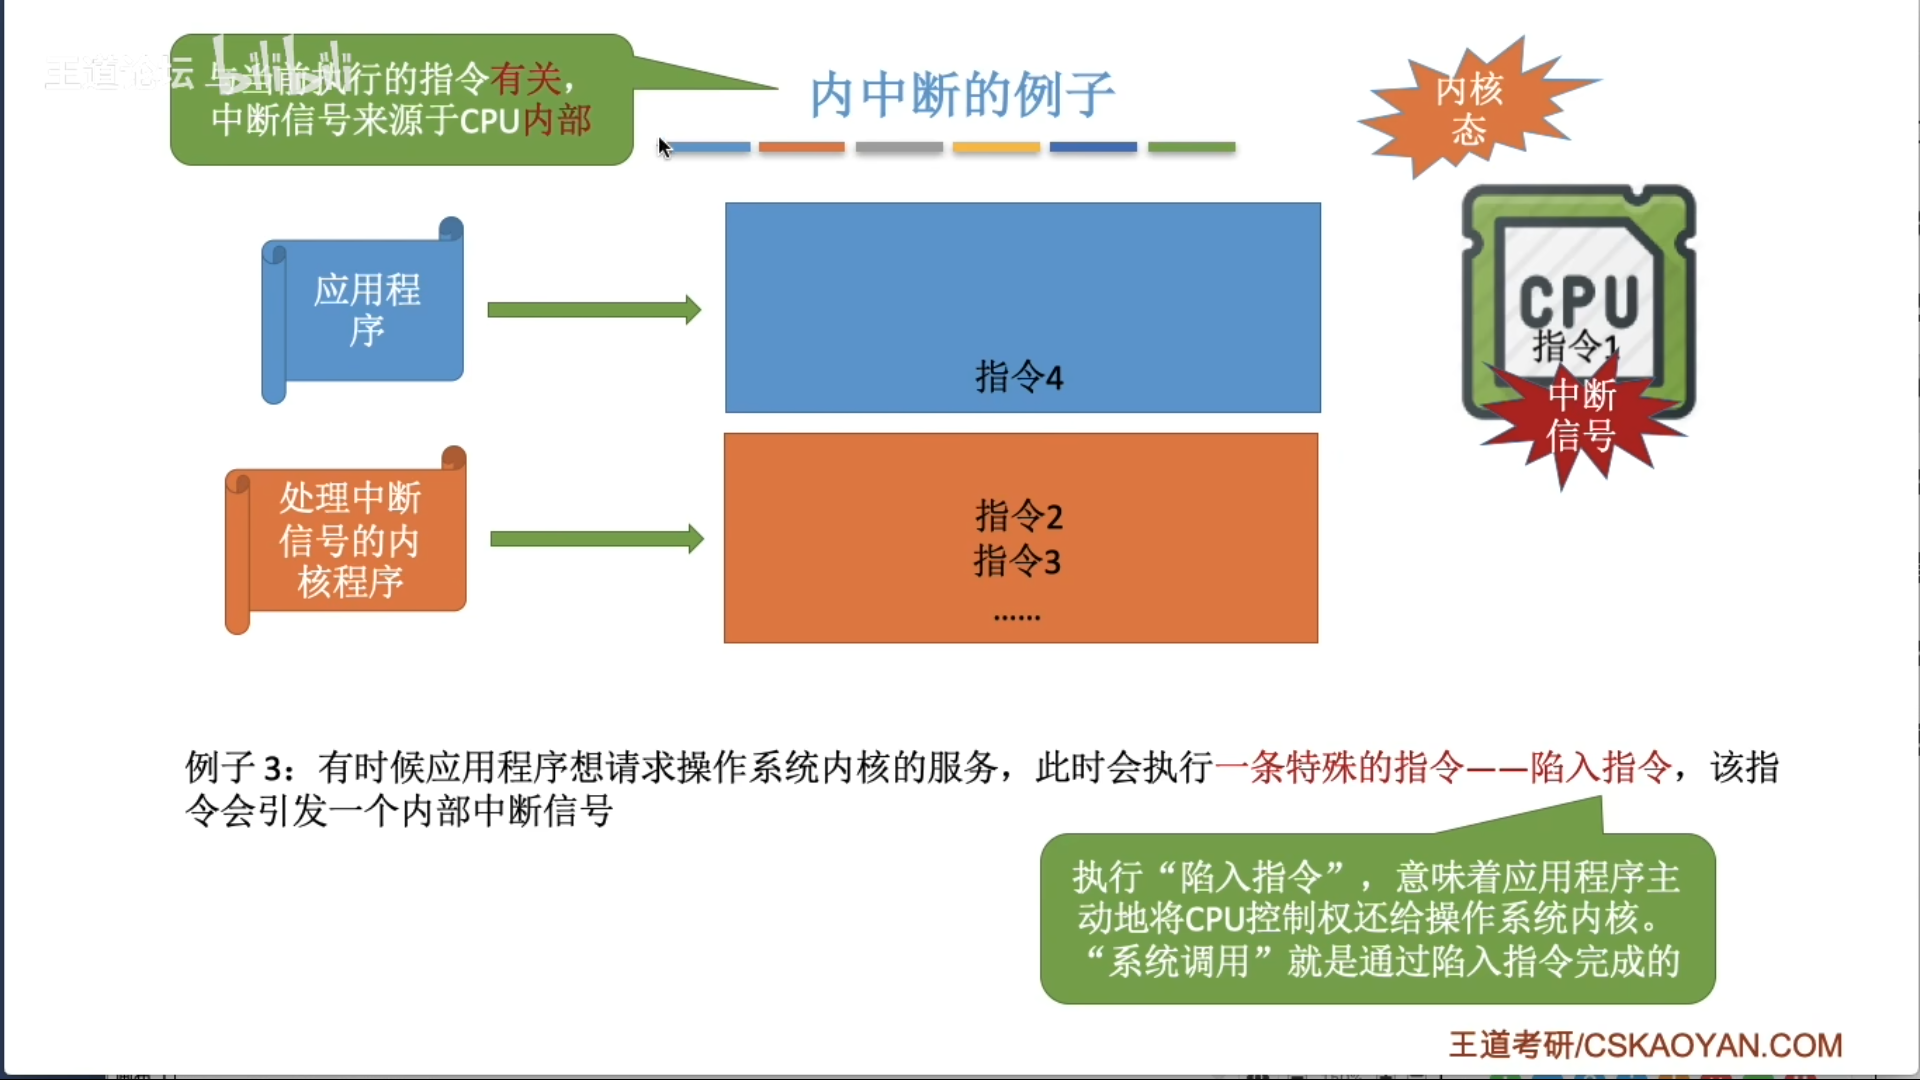 王道论坛
与当前执行的指令有关，
中断信号来源于CPU内部
内中断的例子
内核
态
应用程
序
指令4
CPU
指令1
中断
信号
处理中断
信号的内
核程序
指令2
指令3
……
例子 3：有时候应用程序想请求操作系统内核的服务，此时会执行一条特殊的指令——陷入指令，该指
令会引发一个内部中断信号
执行“陷入指令”，意味着应用程序主
动地将CPU控制权还给操作系统内核。
“系统调用”就是通过陷入指令完成的
王道考研/CSKAOYAN.COM